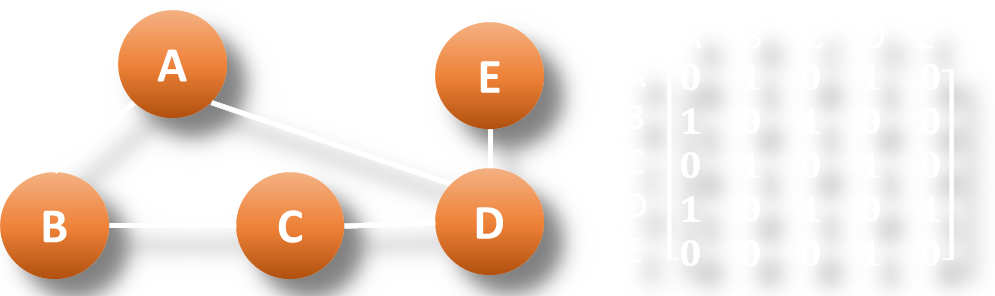 A
E
B
C
D
A B C D E
A 0 1 0 1 0
B 1 0 1 0 0
C 0 1 0 1 0
D 1 0 1 0 1
E 0 0 0 1 0